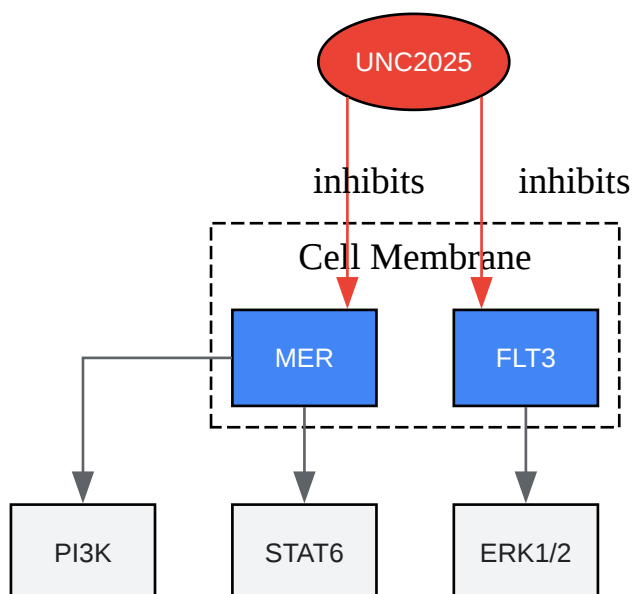 UNC2025
inhibits
inhibits
Cell Membrane
MER
FLT3
PI3K
STAT6
ERK1/2